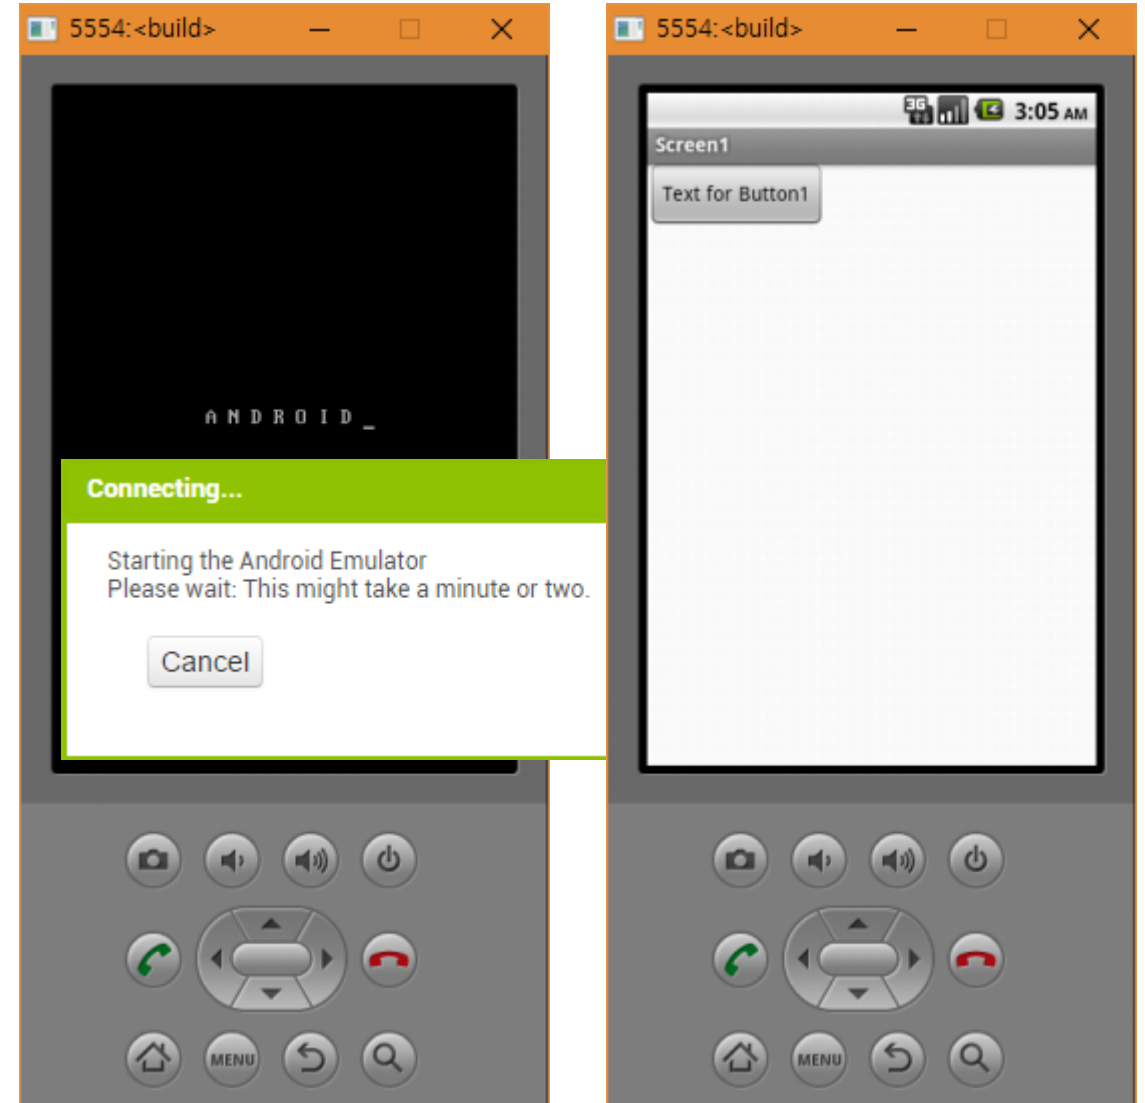 5554:<build>
A N D R O I D _
Connecting...
Starting the Android Emulator
Please wait: This might take a minute or two.
Cancel
MENU
5554:<build>
3G
3:05 AM
Screen1
Text for Button1
MENU